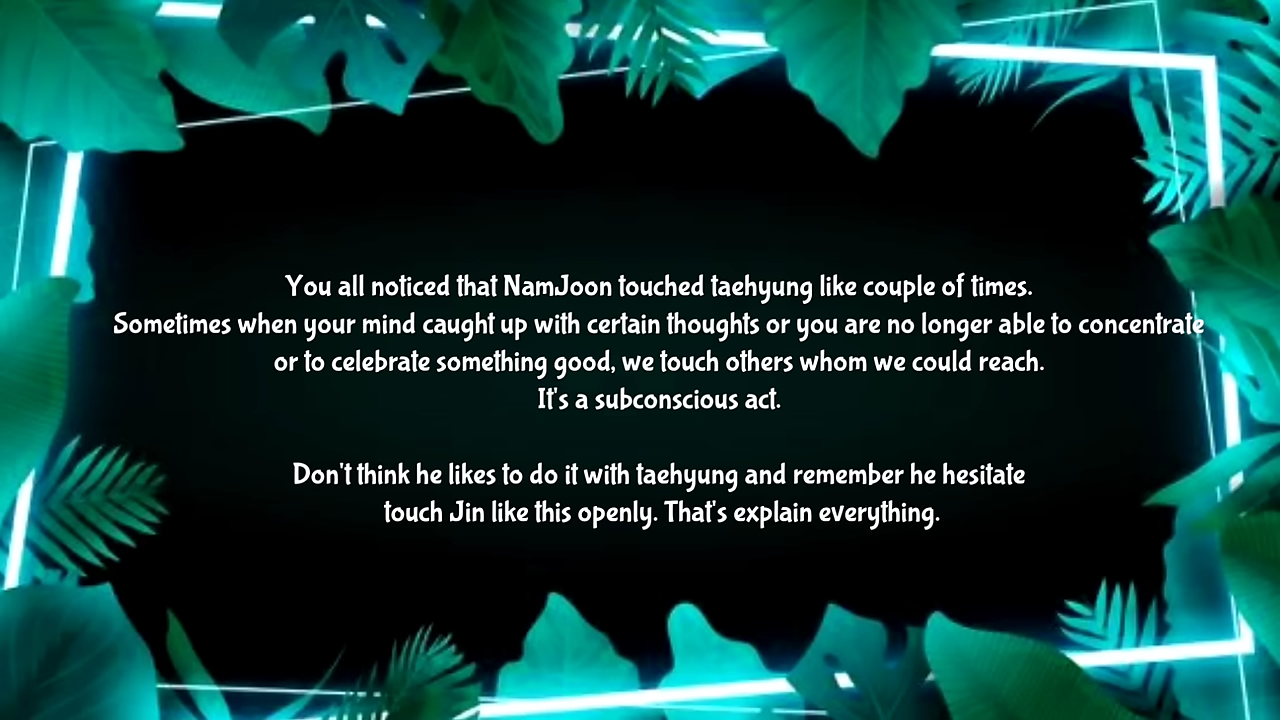 You all noticed that NamJoon touched taehyung like couple of times.
Sometimes when your mind caught up with certain thoughts or you are no longer able to concentrate
or to celebrate something good, we touch others whom we could reach.
It's a subconscious act.
Don't think he likes to do it with taehyung and remember he hesitate
touch Jin like this openly. That's explain everything.